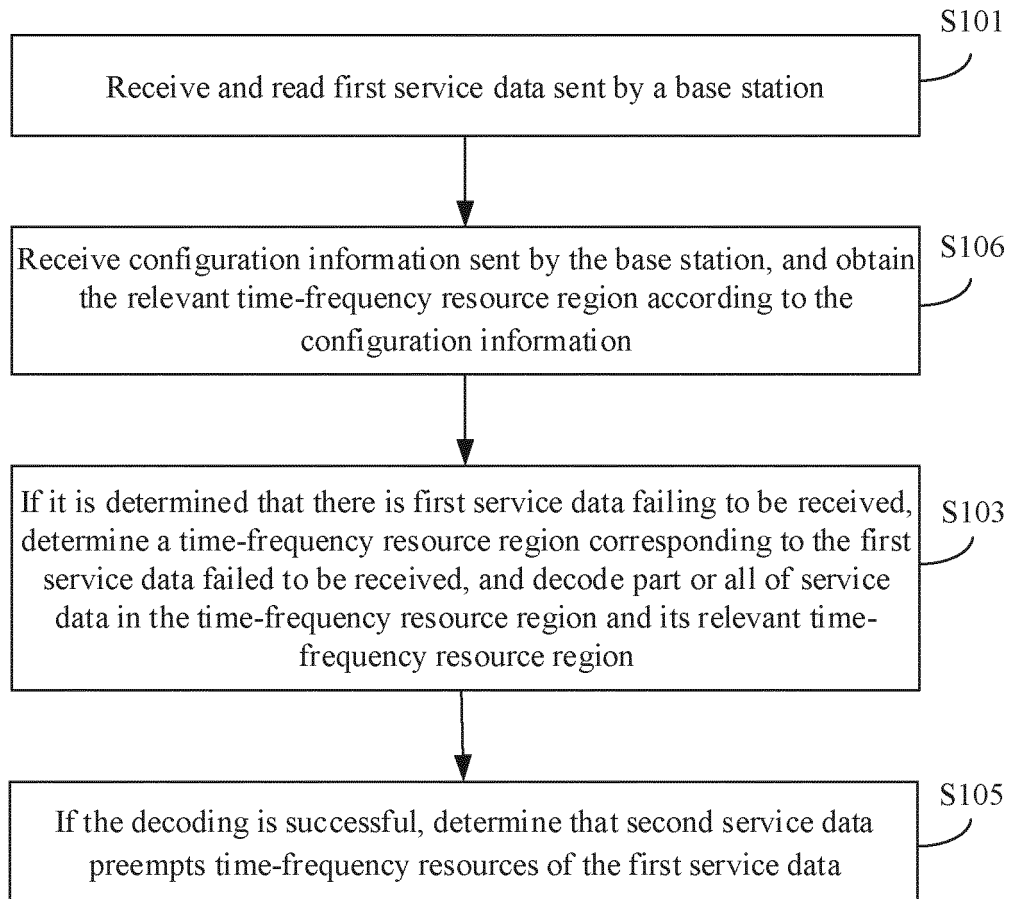 S101
Receive and read first service data sent by a base station
S106
Receive configuration information sent by the base station, and obtain
the relevant time-frequency resource region according to the
configuration information
S103
If it is determined that there is first service data failing to be received,
determine a time-frequency resource region corresponding to the first
service data failed to be received, and decode part or all of service
data in the time-frequency resource region and its relevant time-
frequency resource region
S105
If the decoding is successful, determine that second service data
preempts time-frequency resources of the first service data